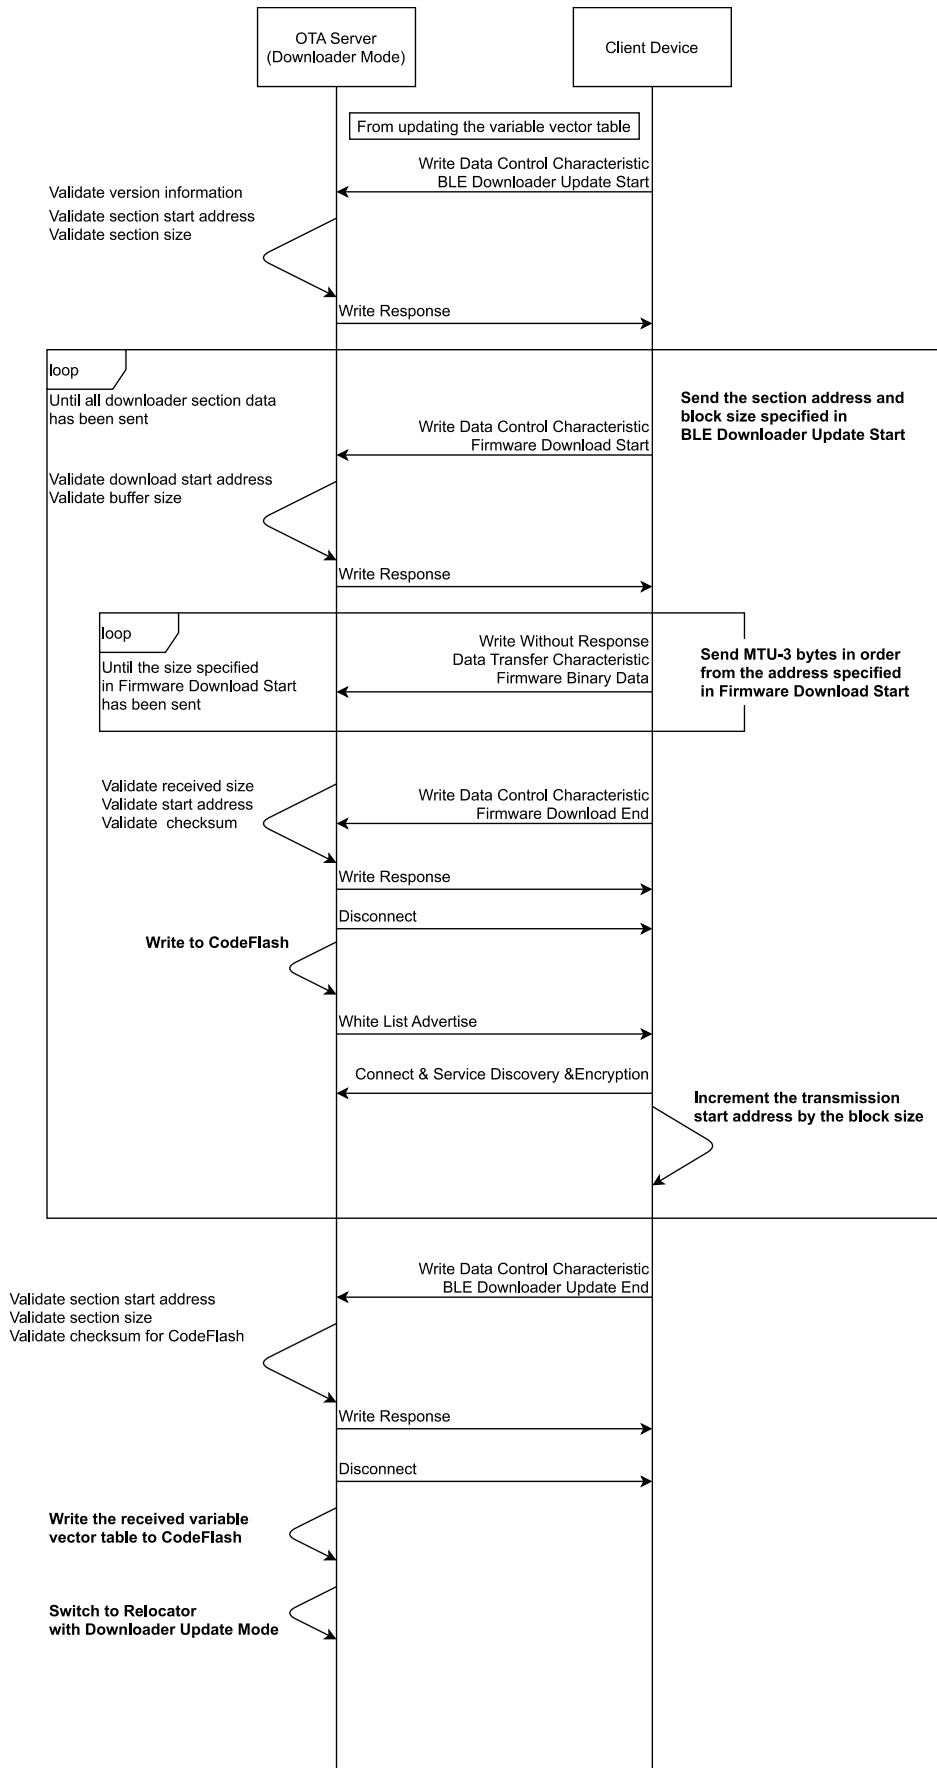 OTA Server
(Downloader Mode)
Client Device
From updating the variable vector table
Write Data Control Characteristic
BLE Downloader Update Start
Validate version information
Validate section start address
Validate section size
Write Response
loop
Until all downloader section data
has been sent
Send the section address and
block size specified in
BLE Downloader Update Start
Write Data Control Characteristic
Firmware Download Start
Validate download start address
Validate buffer size
Write Response
loop
Until the size specified
in Firmware Download Start
has been sent
Write Without Response
Data Transfer Characteristic
Firmware Binary Data
Send MTU-3 bytes in order
from the address specified
in Firmware Download Start
Validate received size
Validate start address
Validate checksum
Write Data Control Characteristic
Firmware Download End
Write Response
Disconnect
Write to CodeFlash
White List Advertise
Connect & Service Discovery &Encryption
Increment the transmission
start address by the block size
Write Data Control Characteristic
BLE Downloader Update End
Validate section start address
Validate section size
Validate checksum for CodeFlash
Write Response
Disconnect
Write the received variable
vector table to CodeFlash
Switch to Relocator
with Downloader Update Mode